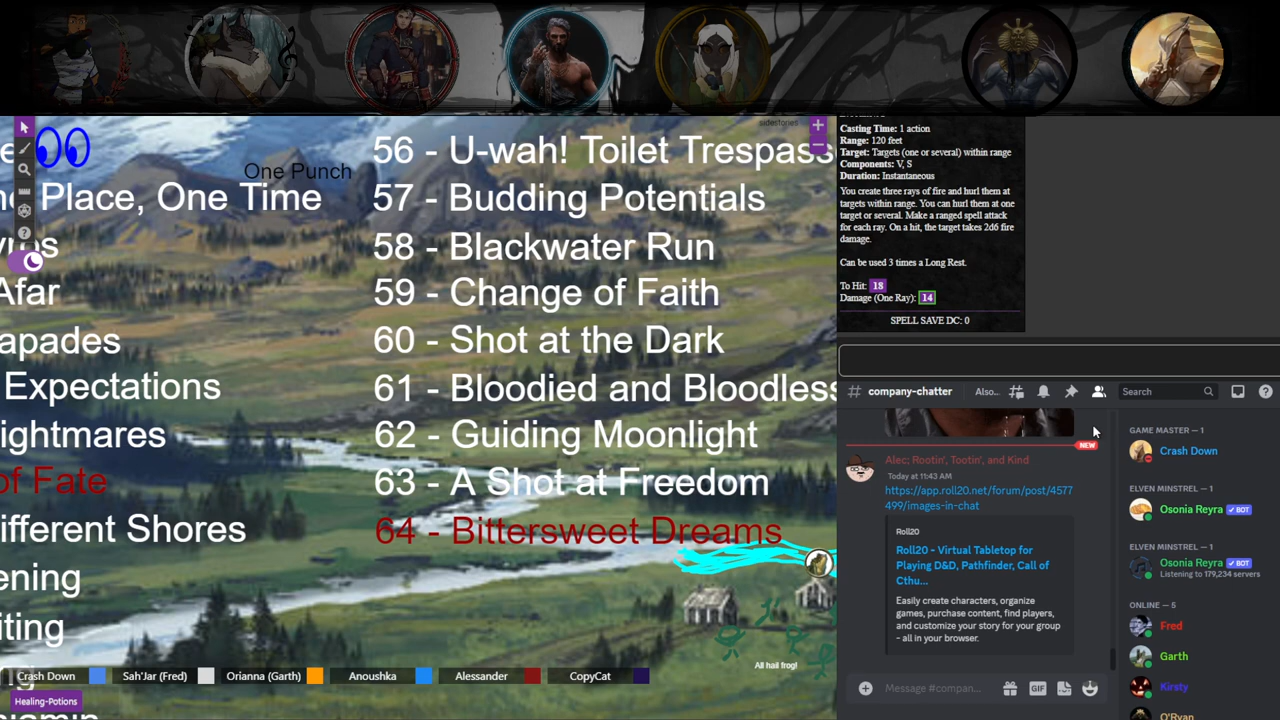 sidestories
One Punch
Place, One Time
Afar
apades
Expectations
ightmares
of Fate
ifferent Shores
ening
iting
56 - U-wah! Toilet Trespass
57 - Budding Potentials
58 - Blackwater Run
59 - Change of Faith
60 - Shot at the Dark
61 - Bloodied and Bloodless
62 - Guiding Moonlight
63 - A Shot at Freedom
64 - Bittersweet Dreams
All hail frog!
Crash Down
Sah'Jar (Fred)
Orianna (Garth)
Anoushka
Alessander
CopyCat
Healing-Potions
Casting Time: 1 action
Range: 120 feet
Target: Targets (one or several) within range
Components: V, S
Duration: Instantaneous
You create three rays of fire and hurl them at
targets within range. You can hurl them at one
target or several. Make a ranged spell attack
for each ray. On a hit, the target takes 2d6 fire
damage.
Can be used 3 times a Long Rest.
To Hit: 18
Damage (One Ray): 14
SPELL SAVE DC: 0
# company-chatter
Also...
Search
NEW
Alec; Rootin', Tootin', and Kind
Today at 11:43 AM
https://app.roll20.net/forum/post/4577
499/images-in-chat
Roll20
Roll20 - Virtual Tabletop for
Playing D&D, Pathfinder, Call of
Cthu...
Easily create characters, organize
games, purchase content, find players,
and customize your story for your group
- all in your browser.
Message #compan...
GIF
GAME MASTER — 1
Crash Down
ELVEN MINSTREL — 1
Osonia Reyra ✓ BOT
ELVEN MINSTREL — 1
Osonia Reyra ✓ BOT
Listening to 179,234 servers
ONLINE — 5
Fred
Garth
Kirsty
O'Ryan